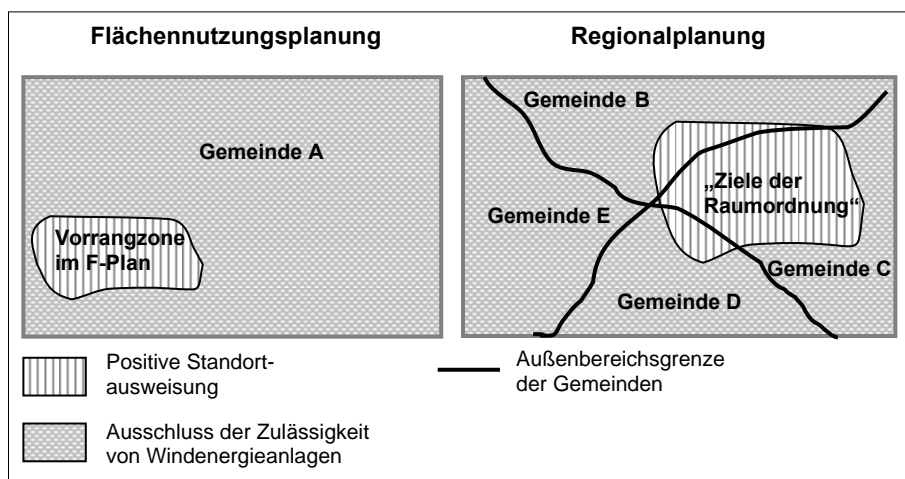 Flächennutzungsplanung
Regionalplanung
Gemeinde A
Vorrangzone
im F-Plan
Gemeinde B
„Ziele der
Raumordnung“
Gemeinde E
Gemeinde C
Gemeinde D
Positive Standort-
ausweisung
Außenbereichsgrenze
der Gemeinden
Ausschluss der Zulässigkeit
von Windenergieanlagen